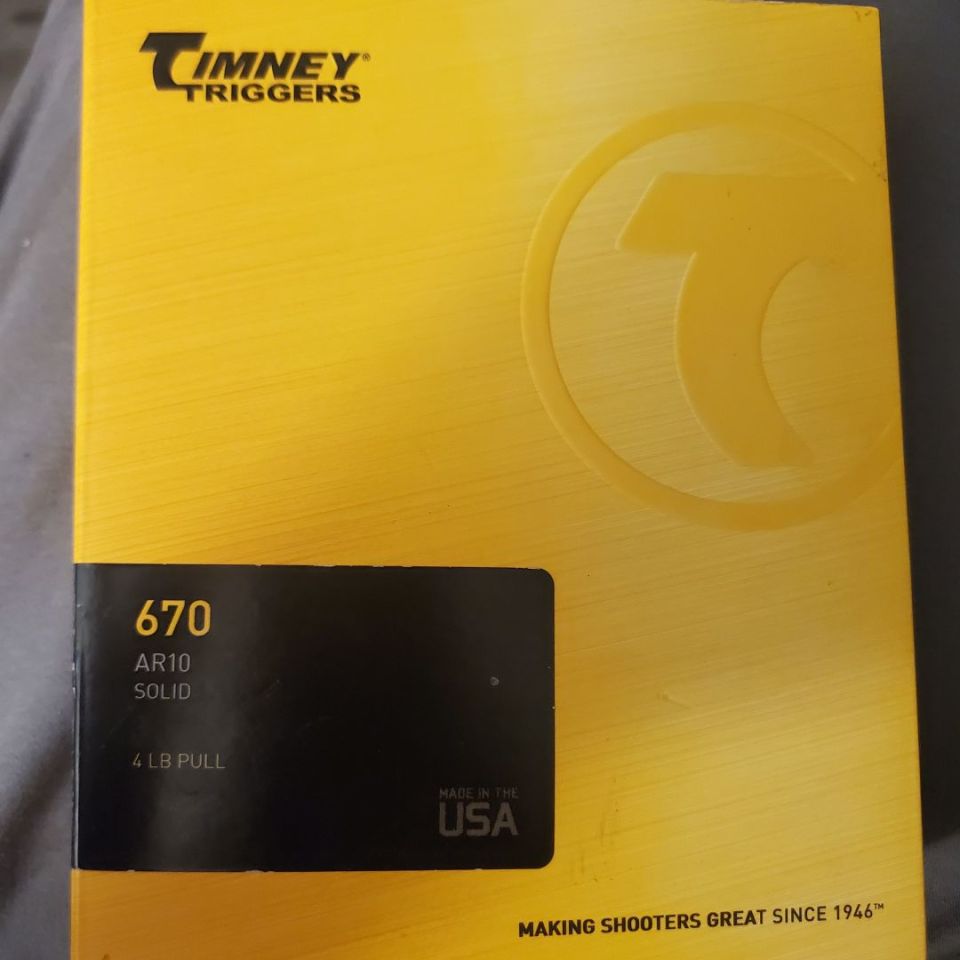 TIMNEY®
TRIGGERS
670
AR10
SOLID
4 LB PULL
MADE IN THE
USA
MAKING SHOOTERS GREAT SINCE 1946™